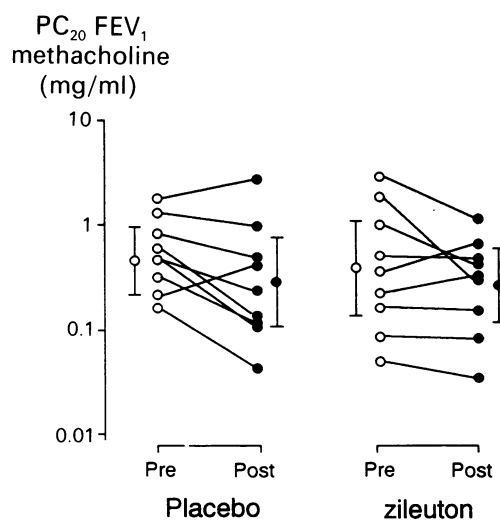 PC₂₀ FEV₁
methacholine
(mg/ml)
10
1
0.1
0.01
Pre Post Pre Post
Placebo zileuton